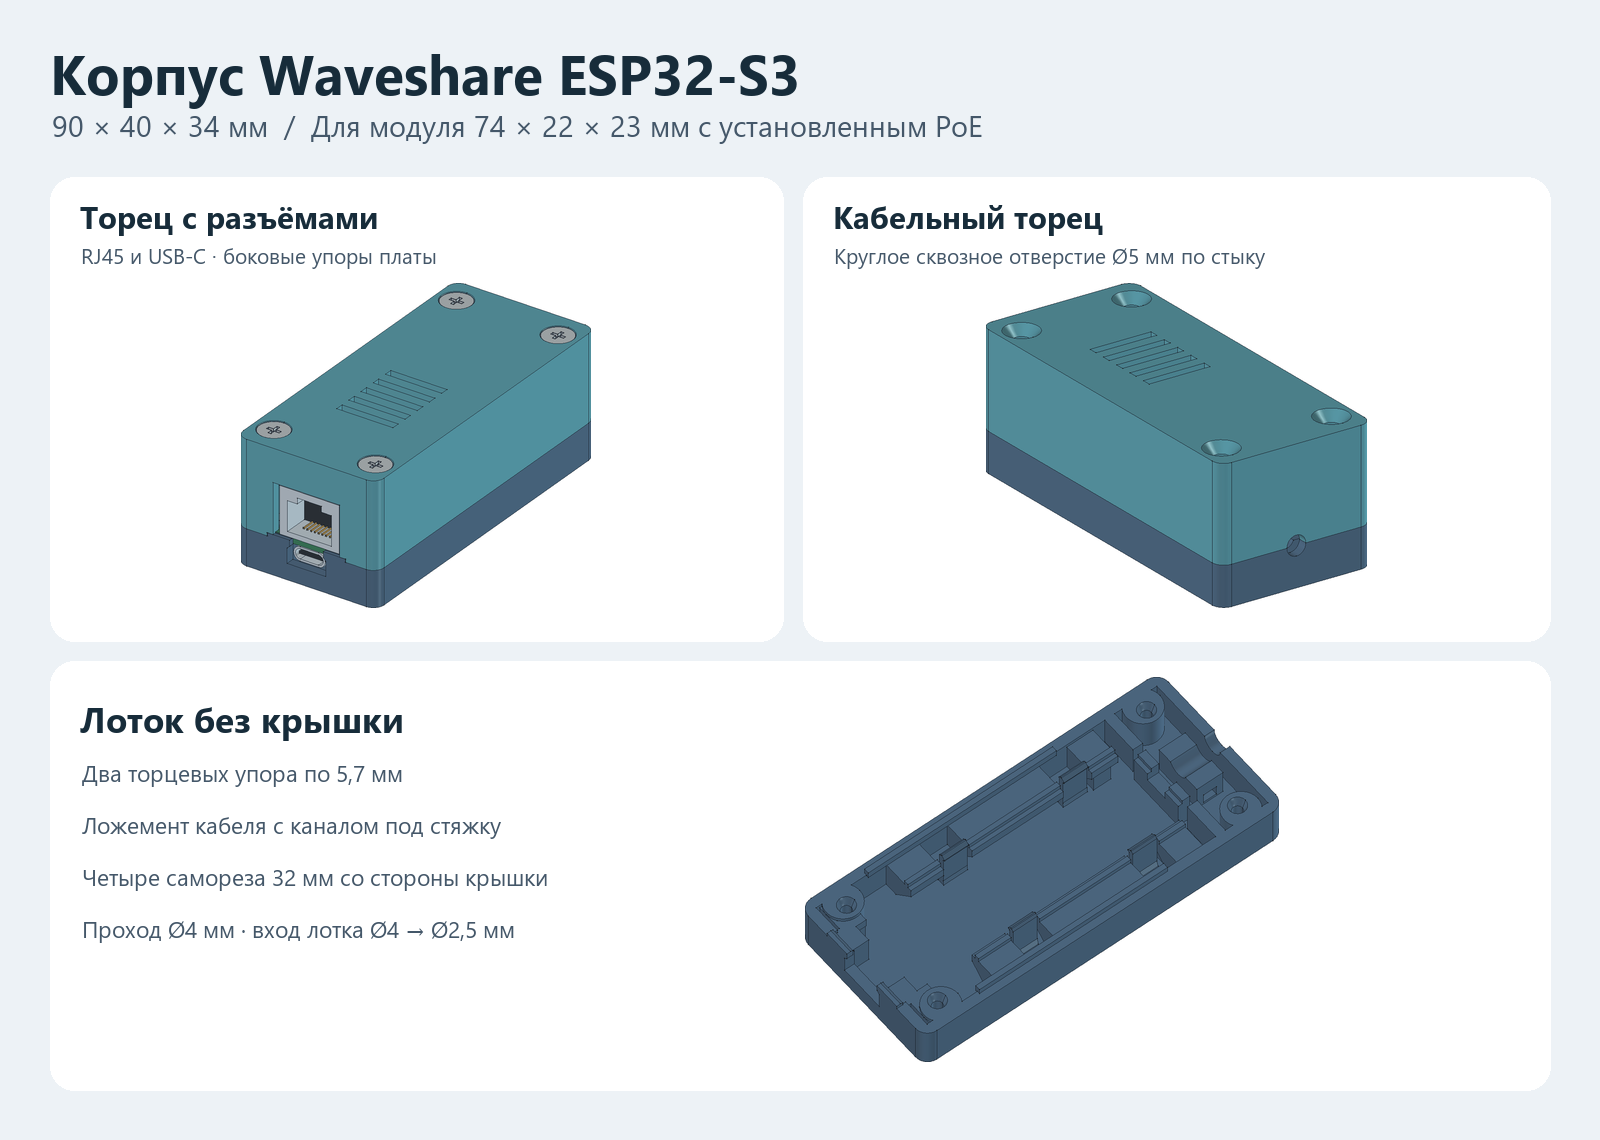 Корпус Waveshare ESP32-S3
90 × 40 × 34 мм / Для модуля 74 × 22 × 23 мм с установленным PoE
Торец с разъёмами
RJ45 и USB-C · боковые упоры платы
Кабельный торец
Круглое сквозное отверстие Ø5 мм по стыку
Лоток без крышки
Два торцевых упора по 5,7 мм
Ложемент кабеля с каналом под стяжку
Четыре самореза 32 мм со стороны крышки
Проход Ø4 мм · вход лотка Ø4 → Ø2,5 мм